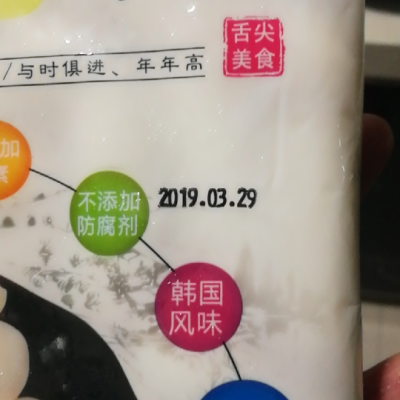 舌尖
美食
/与时俱进、年年高
加
不添加
防腐剂
2019.03.29
韩国
风味